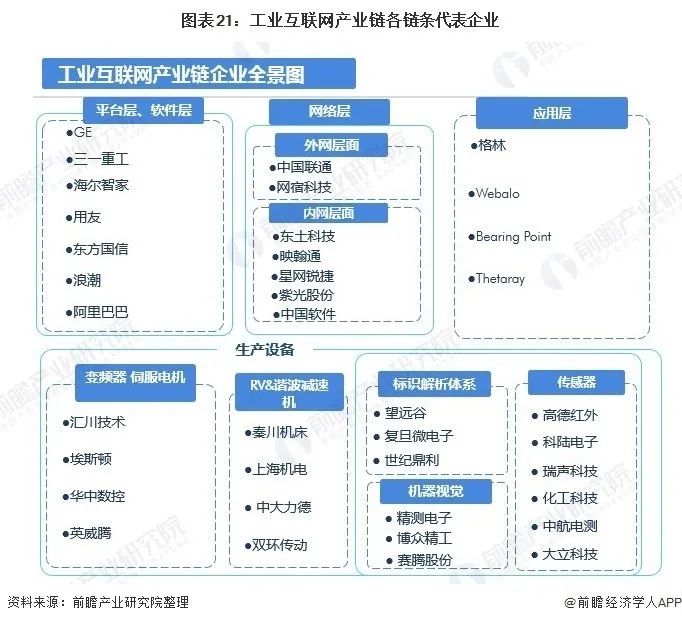 图表21：工业互联网产业链各链条代表企业
工业互联网产业链企业全景图
平台层、软件层
●GE
●三一重工
●海尔智家
●用友
●东方国信
●浪潮
●阿里巴巴
网络层
外网层面
●中国联通
●网宿科技
内网层面
●东土科技
●映翰通
●星网锐捷
●紫光股份
●中国软件
应用层
●格林
●Webalo
●Bearing Point
●Thetaray
生产设备
变频器 伺服电机
●汇川技术
●埃斯顿
●华中数控
●英威腾
RV&谐波减速
机
●秦川机床
●上海机电
● 中大力德
●双环传动
标识解析体系
● 望远谷
● 复旦微电子
● 世纪鼎利
机器视觉
● 精测电子
● 博众精工
● 赛腾股份
传感器
● 高德红外
● 科陆电子
● 瑞声科技
● 化工科技
● 中航电测
● 大立科技
资料来源：前瞻产业研究院整理
@前瞻经济学人APP
前瞻产业研究院